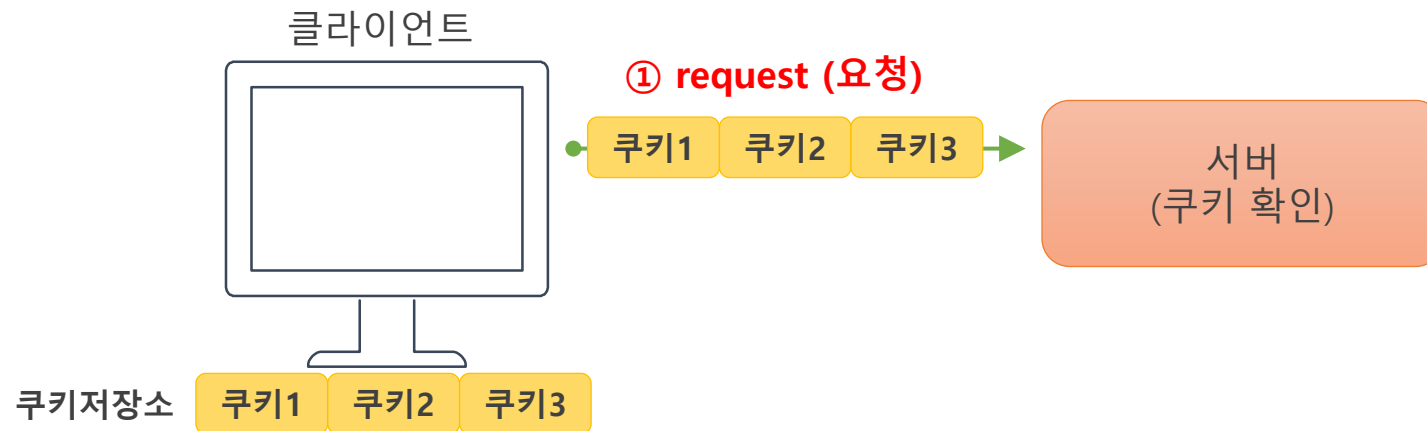 클라이언트
① request (요청)
쿠키1 쿠키2 쿠키3
서버
(쿠키 확인)
쿠키저장소 쿠키1 쿠키2 쿠키3